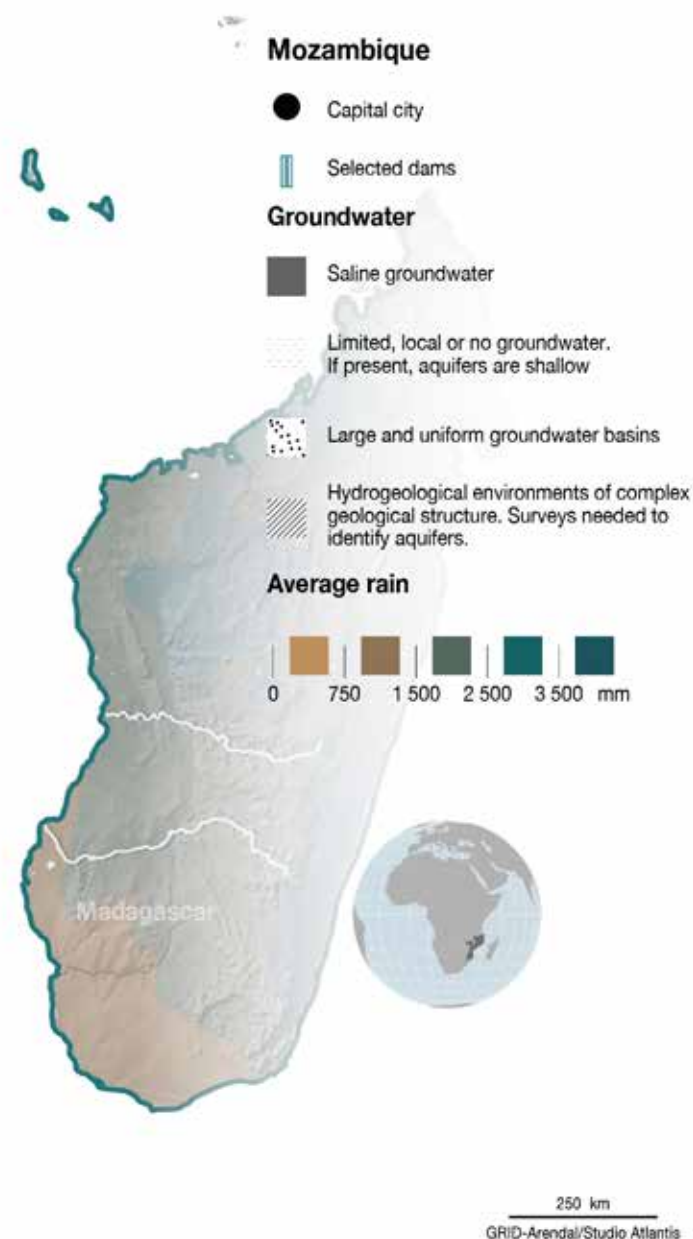 Mozambique
Capital city
Selected dams
Groundwater
Saline groundwater
Limited, local or no groundwater.
If present, aquifers are shallow
Large and uniform groundwater basins
Hydrogeological environments of complex
geological structure. Surveys needed to
identify aquifers.
Average rain
0 750 1 500 2 500 3 500 mm
Madagascar
250 km
GRID-Arendal/Studio Atlantis